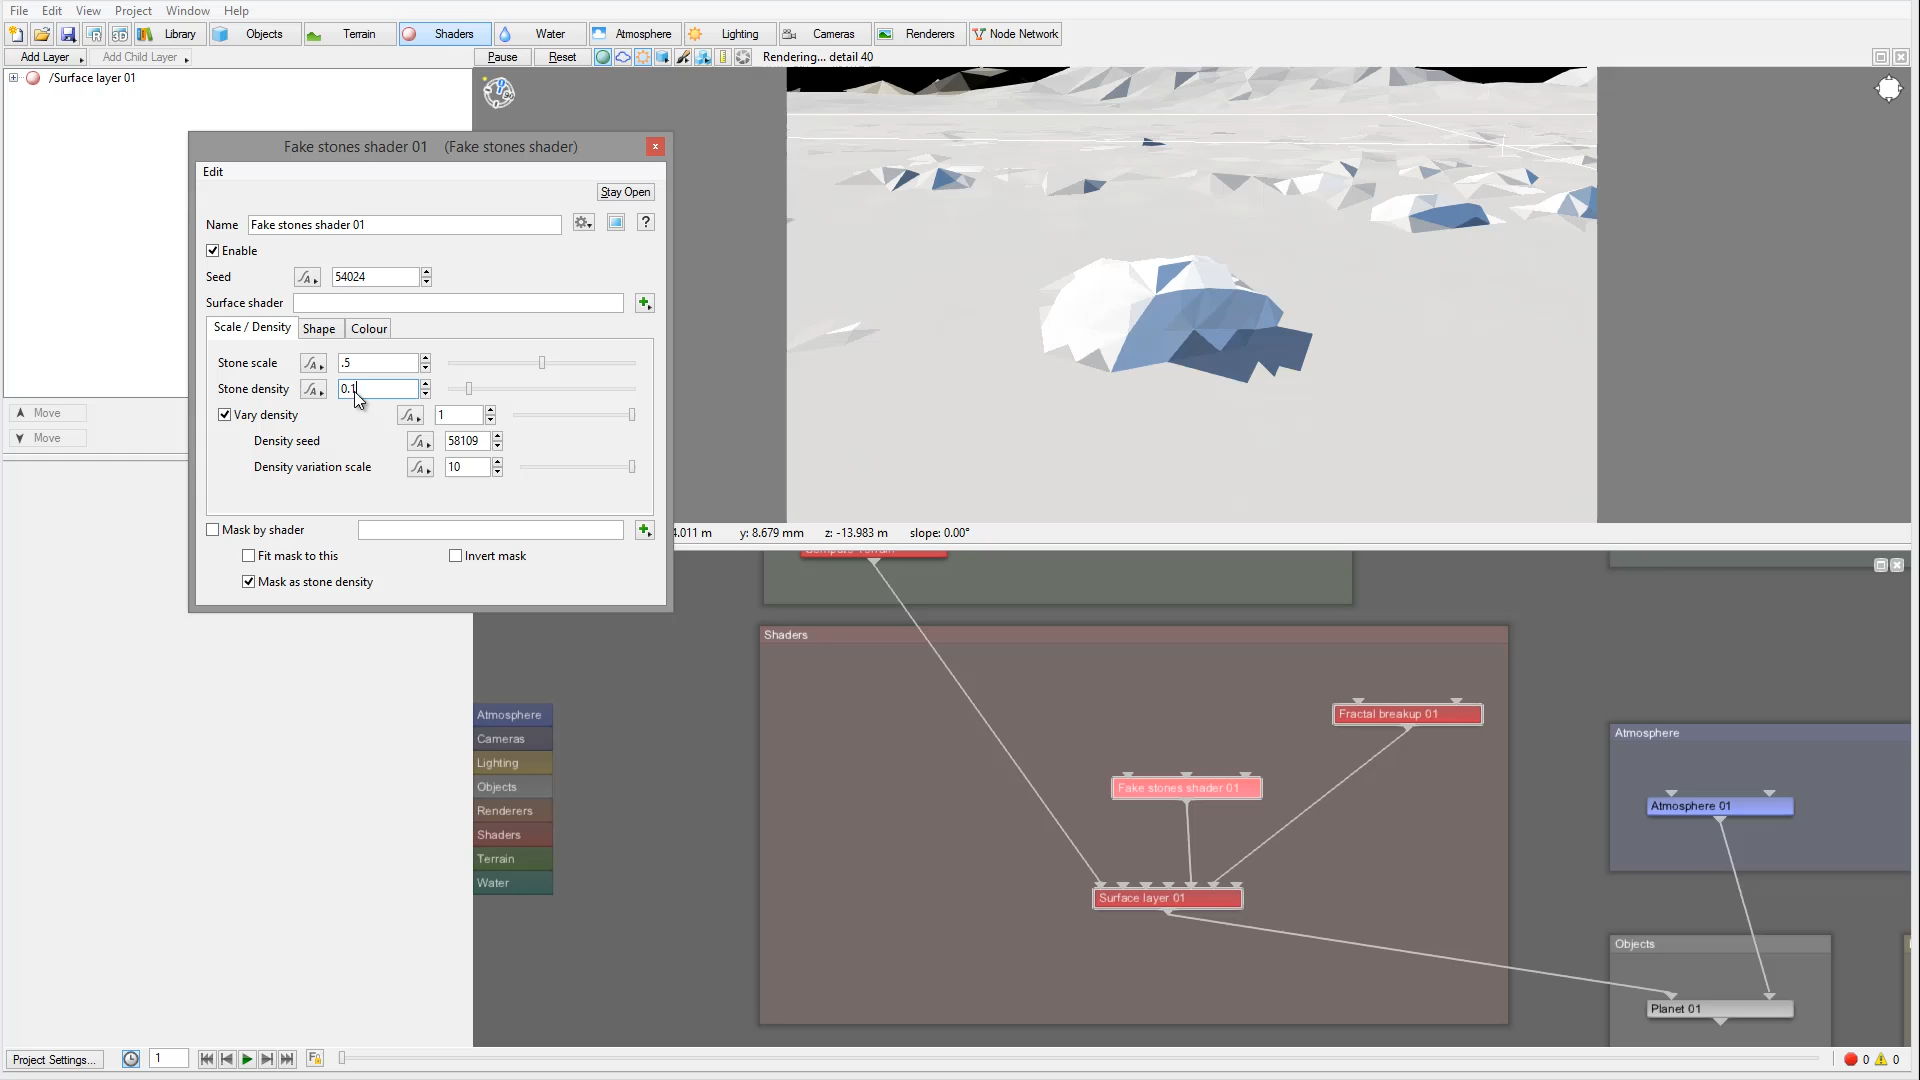 File Edit View Project Window Help
Library Objects Terrain Shaders Water Atmosphere Lighting Cameras Renderers Node Network
Add Layer Add Child Layer Pause Reset Rendering... detail 40
/Surface layer 01
Fake stones shader 01 (Fake stones shader)
Edit
Stay Open
Name Fake stones shader 01 ?
Enable
Seed 54024
Surface shader
Scale / Density Shape Colour
Stone scale .5
Stone density 0.1
Vary density 1
Density seed 58109
Density variation scale 10
Mask by shader
Fit mask to this Invert mask
Mask as stone density
Move
Move
4.011 m y: 8.679 mm z: -13.983 m slope: 0.00°
Shaders
Fractal breakup 01
Fake stones shader 01
Surface layer 01
Atmosphere
Cameras
Lighting
Objects
Renderers
Shaders
Terrain
Water
Atmosphere
Atmosphere 01
Objects
Planet 01
Project Settings... 1 0 0